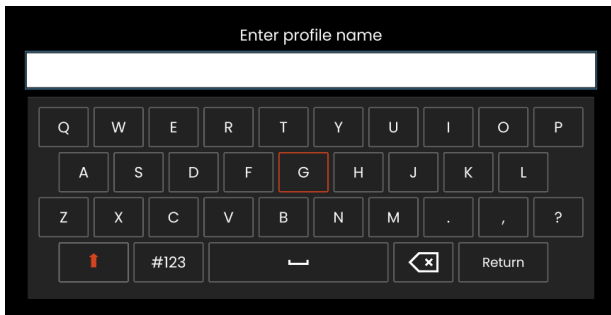 Enter profile name
Q W E R T Y U I O P
A S D F G H J K L
Z X C V B N M . , ?
#123 Return